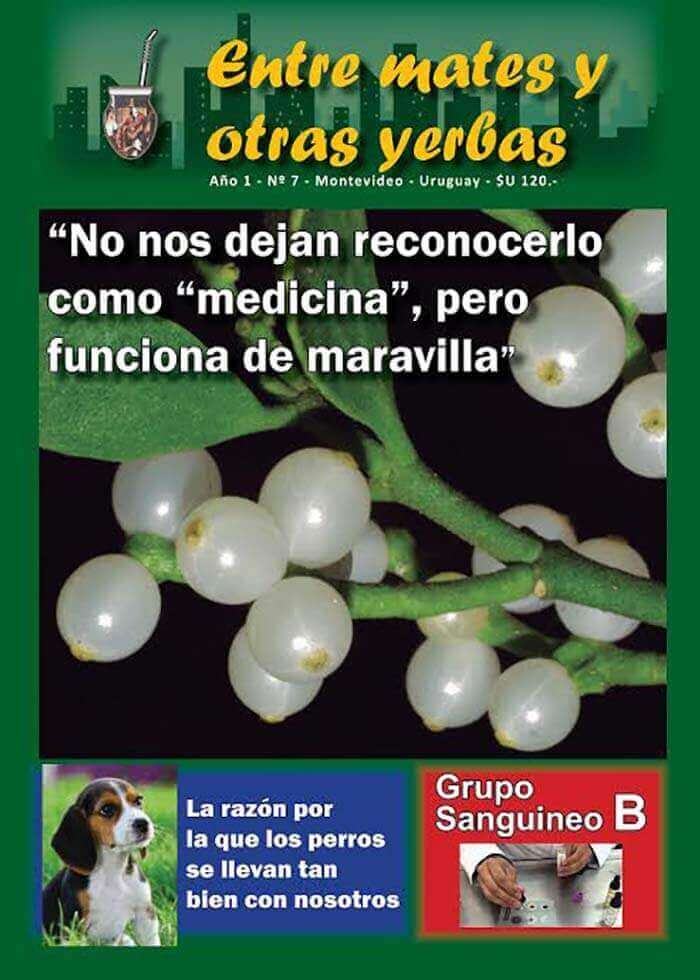 Entre mates y
otras yerbas
Año 1 - Nº 7 - Montevideo - Uruguay - $U 120.-
“No nos dejan reconocerlo
como “medicina”, pero
funciona de maravilla”
La razón por
la que los perros
se llevan tan
bien con nosotros
Grupo
Sanguineo B